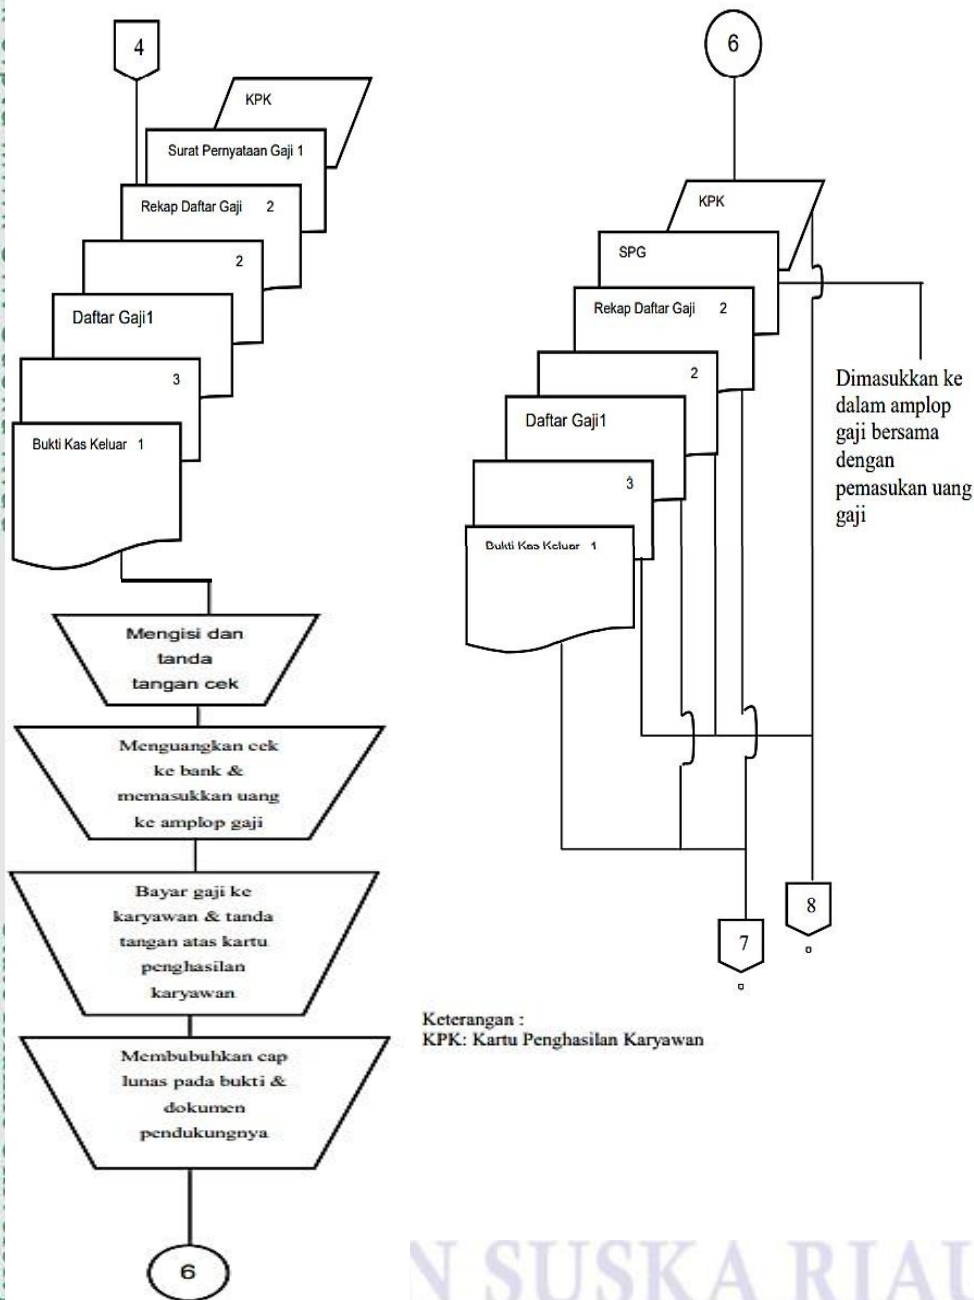 4
KPK
Surat Pernyataan Gaji 1
Rekap Daftar Gaji 2
2
Daftar Gaji1
3
Bukti Kas Keluar 1
Mengisi dan
tanda
tangan cek
Menguangkan cek
ke bank &
memasukkan uang
ke amplop gaji
Bayar gaji ke
karyawan & tanda
tangan atas kartu
penghasilan
karyawan
Membubuhkan cap
lunas pada bukti &
dokumen
pendukungnya
6
6
KPK
SPG
Rekap Daftar Gaji 2
2
Daftar Gaji1
3
Bukti Kas Keluar 1
Dimasukkan ke
dalam amplop
gaji bersama
dengan
pemasukan uang
gaji
8
7
Keterangan :
KPK: Kartu Penghasilan Karyawan
N SUSKA RIAU